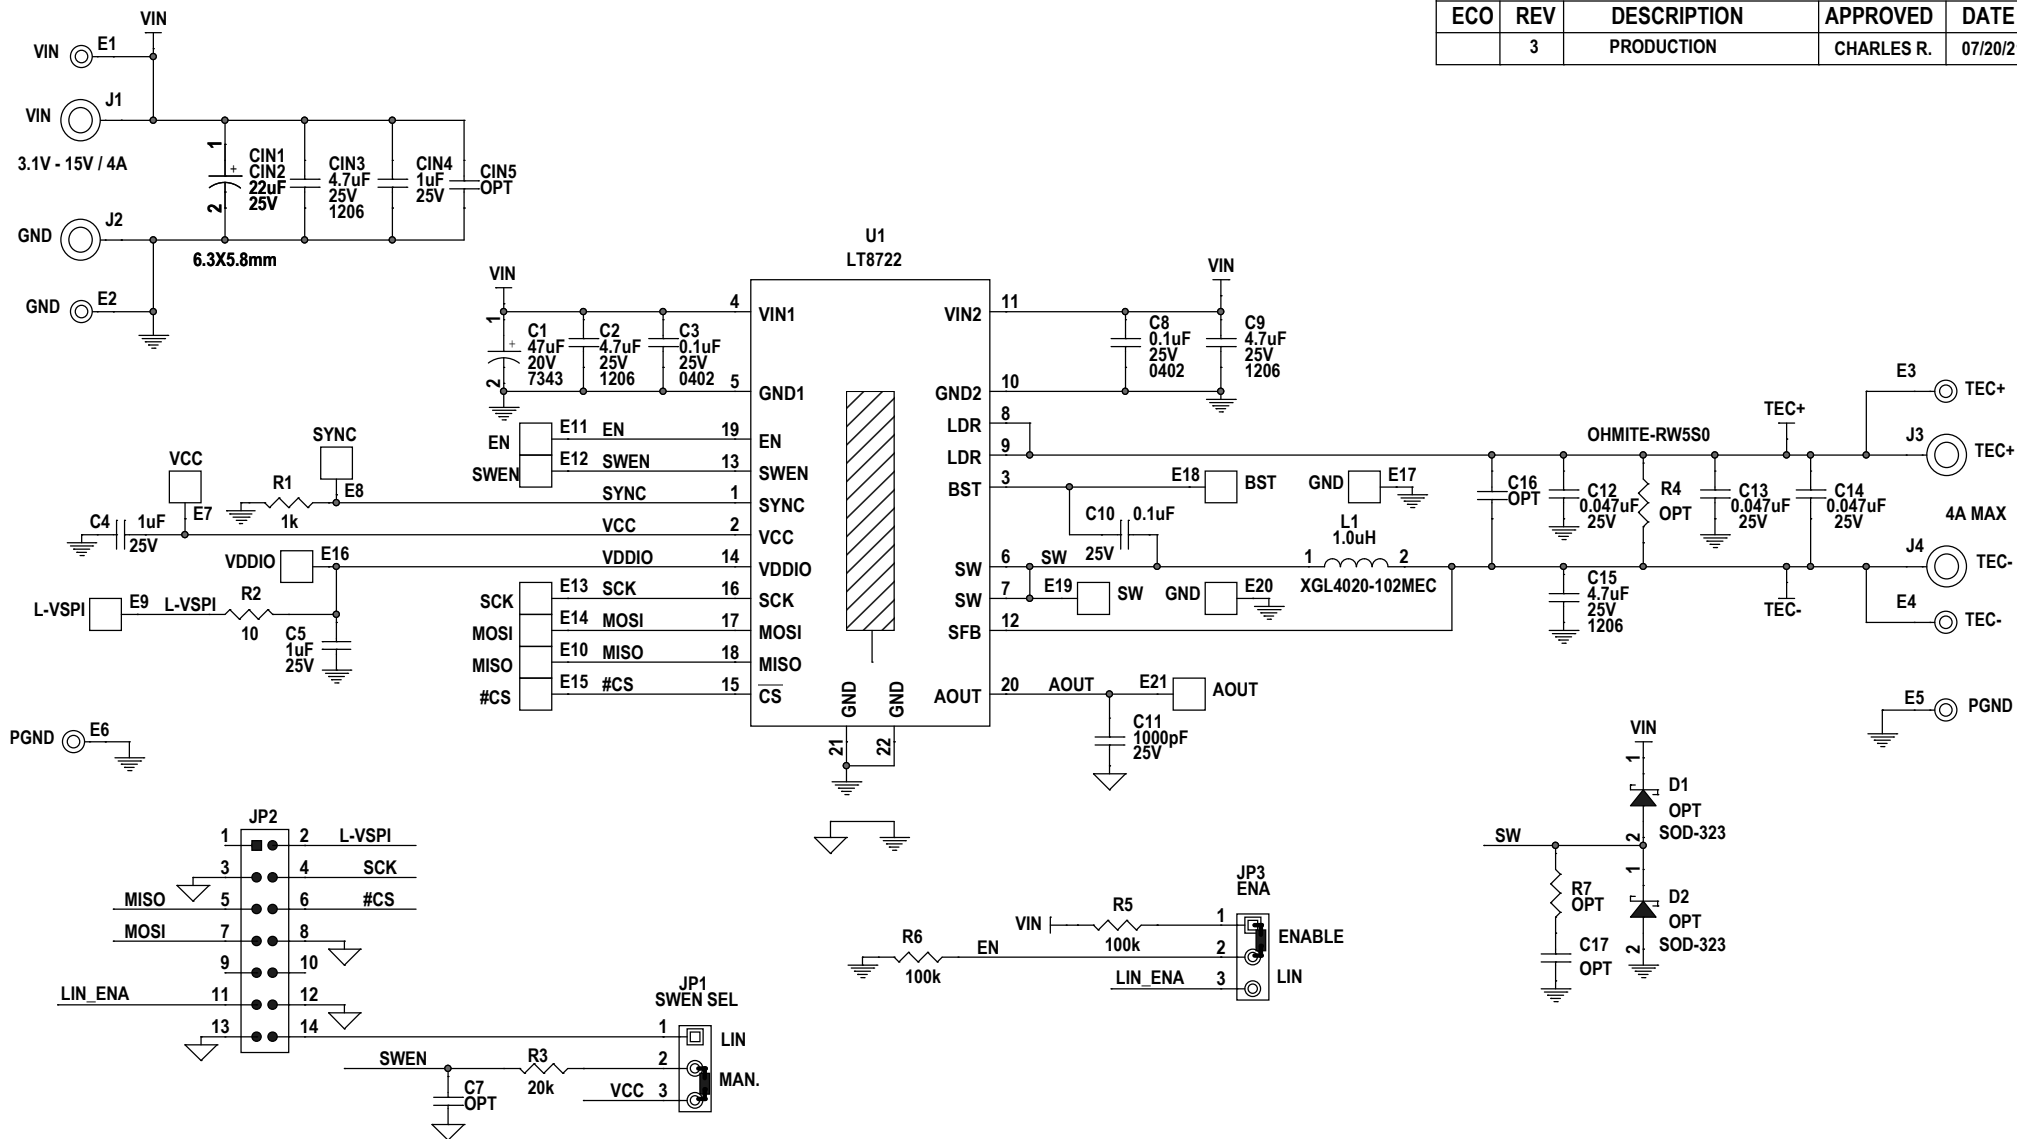 ECO REV DESCRIPTION APPROVED DATE
3 PRODUCTION CHARLES R. 07/20/2
VIN
VIN E1
VIN J1
3.1V - 15V / 4A
1
2
CIN1
CIN2
22uF
25V
CIN3
4.7uF
25V
1206
CIN4
1uF
25V
CIN5
OPT
GND J2
6.3X5.8mm
GND E2
U1
LT8722
VIN
1
2
C1
47uF
20V
7343
C2
4.7uF
25V
1206
C3
0.1uF
25V
0402
4 VIN1
5 GND1
EN E11 EN 19 EN
SWEN E12 SWEN 13 SWEN
SYNC
E8
SYNC 1 SYNC
R1
1k
VCC
E7
VCC 2 VCC
C4 1uF
25V
VDDIO E16 VDDIO 14 VDDIO
L-VSPI E9 L-VSPI R2
10
C5
1uF
25V
SCK E13 SCK 16 SCK
MOSI E14 MOSI 17 MOSI
MISO E10 MISO 18 MISO
#CS E15 #CS 15 CS
GND GND
21 22
VIN
11 VIN2
C8
0.1uF
25V
0402
C9
4.7uF
25V
1206
10 GND2
8 LDR
9 LDR
3 BST
E18 BST
C10 0.1uF
25V
GND E17
L1
1.0uH
1 2
XGL4020-102MEC
6 SW SW
7 SW
E19 SW
GND E20
12 SFB
20 AOUT AOUT E21 AOUT
C11
1000pF
25V
OHMITE-RW5S0
C16
OPT
C12
0.047uF
25V
R4
OPT
C13
0.047uF
25V
C14
0.047uF
25V
C15
4.7uF
25V
1206
TEC+
TEC-
E3 TEC+
J3 TEC+
4A MAX
J4 TEC-
E4 TEC-
E5 PGND
PGND E6
JP2
1 2 L-VSPI
3 4 SCK
MISO 5 6 #CS
MOSI 7 8
9 10
LIN_ENA 11 12
13 14
JP1
SWEN SEL
1 LIN
SWEN R3 2
20k
MAN.
VCC 3
C7
OPT
JP3
ENA
VIN R5 1
100k
ENABLE
R6 EN 2
100k
LIN
LIN_ENA 3
VIN
1
D1
OPT
SOD-323
2
SW
1
D2
OPT
SOD-323
2
R7
OPT
C17
OPT